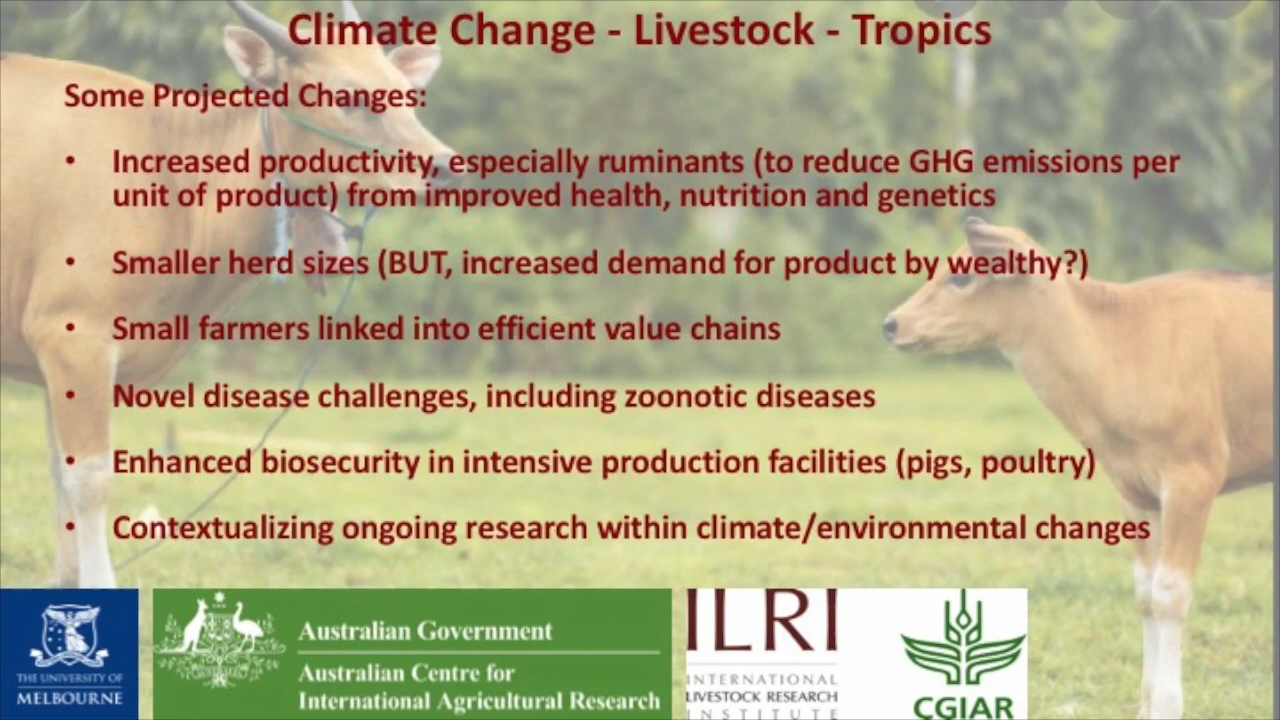 Climate Change - Livestock - Tropics
Some Projected Changes:
• Increased productivity, especially ruminants (to reduce GHG emissions per
unit of product) from improved health, nutrition and genetics
• Smaller herd sizes (BUT, increased demand for product by wealthy?)
• Small farmers linked into efficient value chains
• Novel disease challenges, including zoonotic diseases
• Enhanced biosecurity in intensive production facilities (pigs, poultry)
• Contextualizing ongoing research within climate/environmental changes
THE UNIVERSITY OF
MELBOURNE
Australian Government
Australian Centre for
International Agricultural Research
ILRI
INTERNATIONAL
LIVESTOCK RESEARCH
INSTITUTE
CGIAR